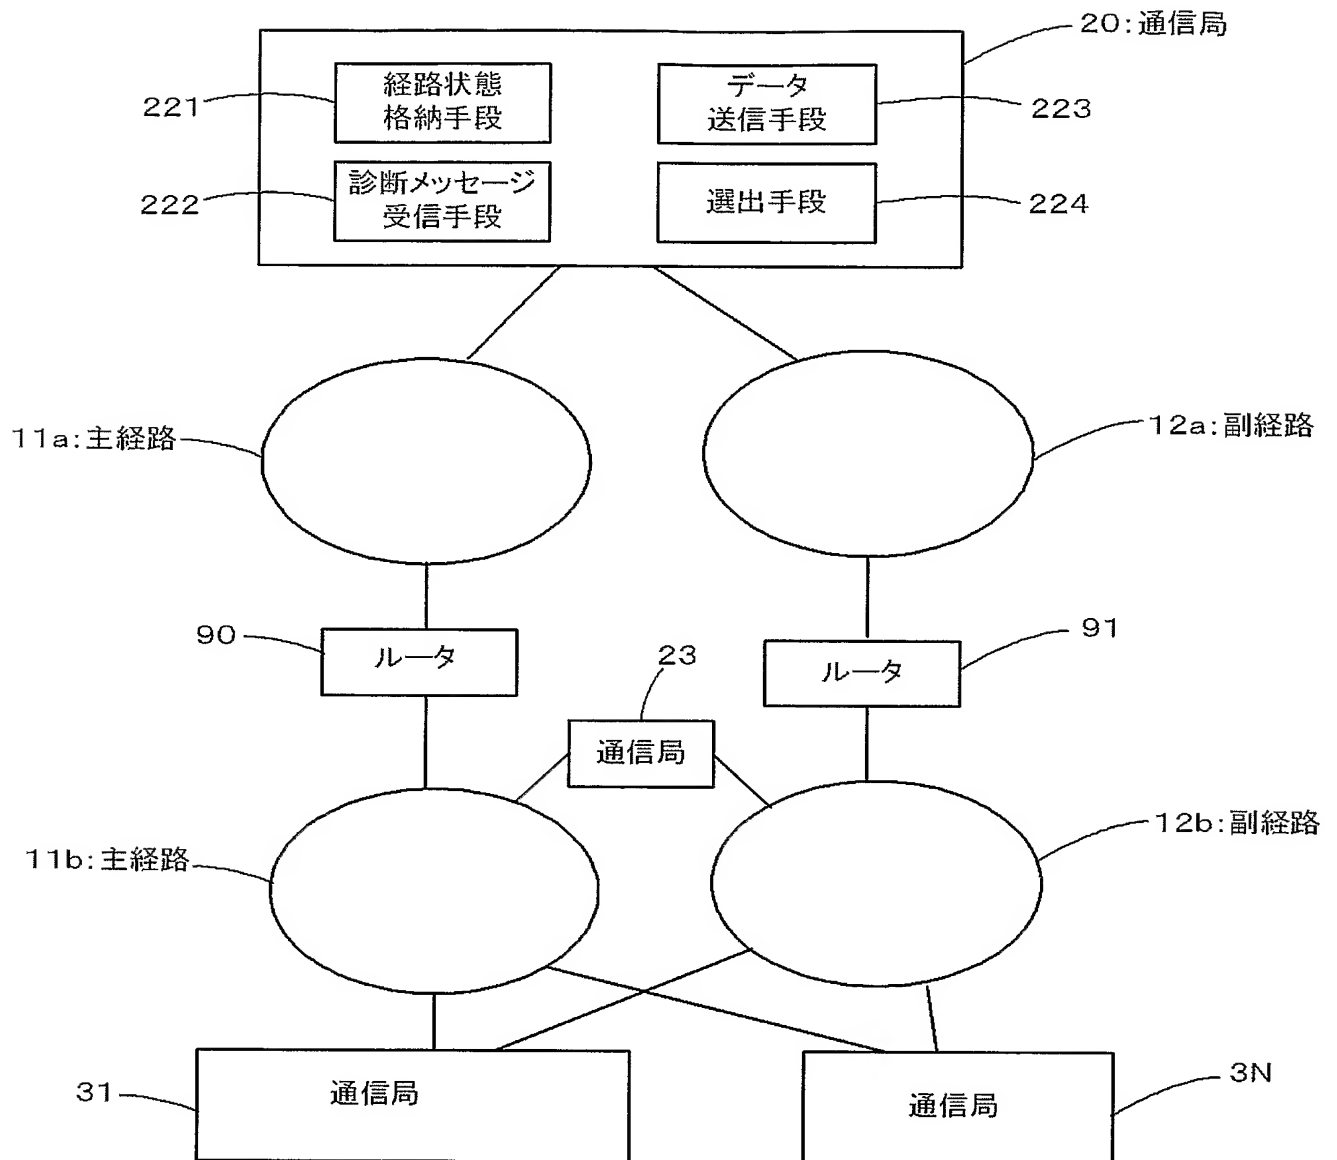 20:通信局
221
経路状態
格納手段
データ
送信手段
223
222
診断メッセージ
受信手段
選出手段
224
11a:主経路
12a:副経路
90
ルータ
23
ルータ
91
通信局
11b:主経路
12b:副経路
31
通信局
通信局
3N